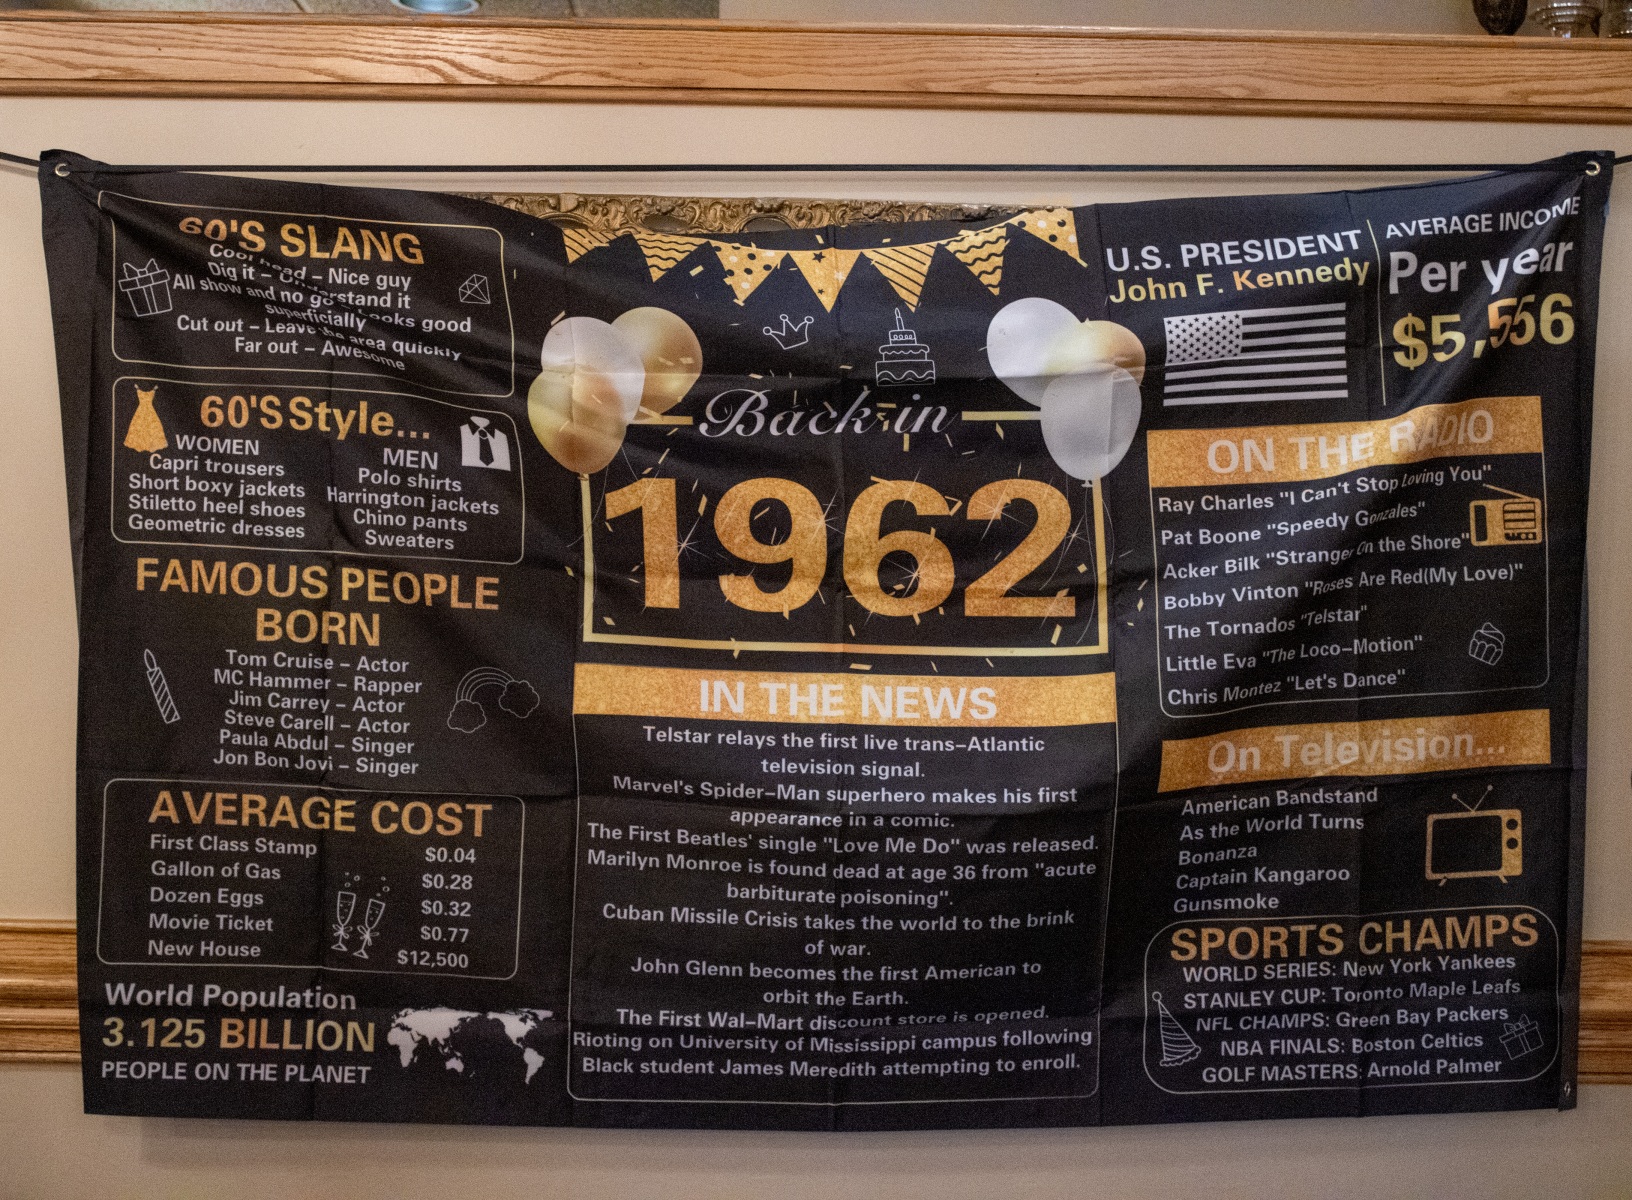 60'S SLANG
Cool head – Nice guy
Dig it – Understand it
All show and no go – Looks good
superficially
Cut out – Leave the area quickly
Far out – Awesome
60'S Style...
WOMEN
Capri trousers
Short boxy jackets
Stiletto heel shoes
Geometric dresses
MEN
Polo shirts
Harrington jackets
Chino pants
Sweaters
FAMOUS PEOPLE
BORN
Tom Cruise – Actor
MC Hammer – Rapper
Jim Carrey – Actor
Steve Carell – Actor
Paula Abdul – Singer
Jon Bon Jovi – Singer
AVERAGE COST
First Class Stamp $0.04
Gallon of Gas $0.28
Dozen Eggs $0.32
Movie Ticket $0.77
New House $12,500
World Population
3.125 BILLION
PEOPLE ON THE PLANET
Back in
1962
IN THE NEWS
Telstar relays the first live trans–Atlantic
television signal.
Marvel's Spider–Man superhero makes his first
appearance in a comic.
The First Beatles' single "Love Me Do" was released.
Marilyn Monroe is found dead at age 36 from "acute
barbiturate poisoning".
Cuban Missile Crisis takes the world to the brink
of war.
John Glenn becomes the first American to
orbit the Earth.
The First Wal–Mart discount store is opened.
Rioting on University of Mississippi campus following
Black student James Meredith attempting to enroll.
U.S. PRESIDENT
John F. Kennedy
AVERAGE INCOME
Per year
$5,556
ON THE RADIO
Ray Charles "I Can't Stop Loving You"
Pat Boone "Speedy Gonzales"
Acker Bilk "Stranger On the Shore"
Bobby Vinton "Roses Are Red(My Love)"
The Tornados "Telstar"
Little Eva "The Loco–Motion"
Chris Montez "Let's Dance"
On Television...
American Bandstand
As the World Turns
Bonanza
Captain Kangaroo
Gunsmoke
SPORTS CHAMPS
WORLD SERIES: New York Yankees
STANLEY CUP: Toronto Maple Leafs
NFL CHAMPS: Green Bay Packers
NBA FINALS: Boston Celtics
GOLF MASTERS: Arnold Palmer